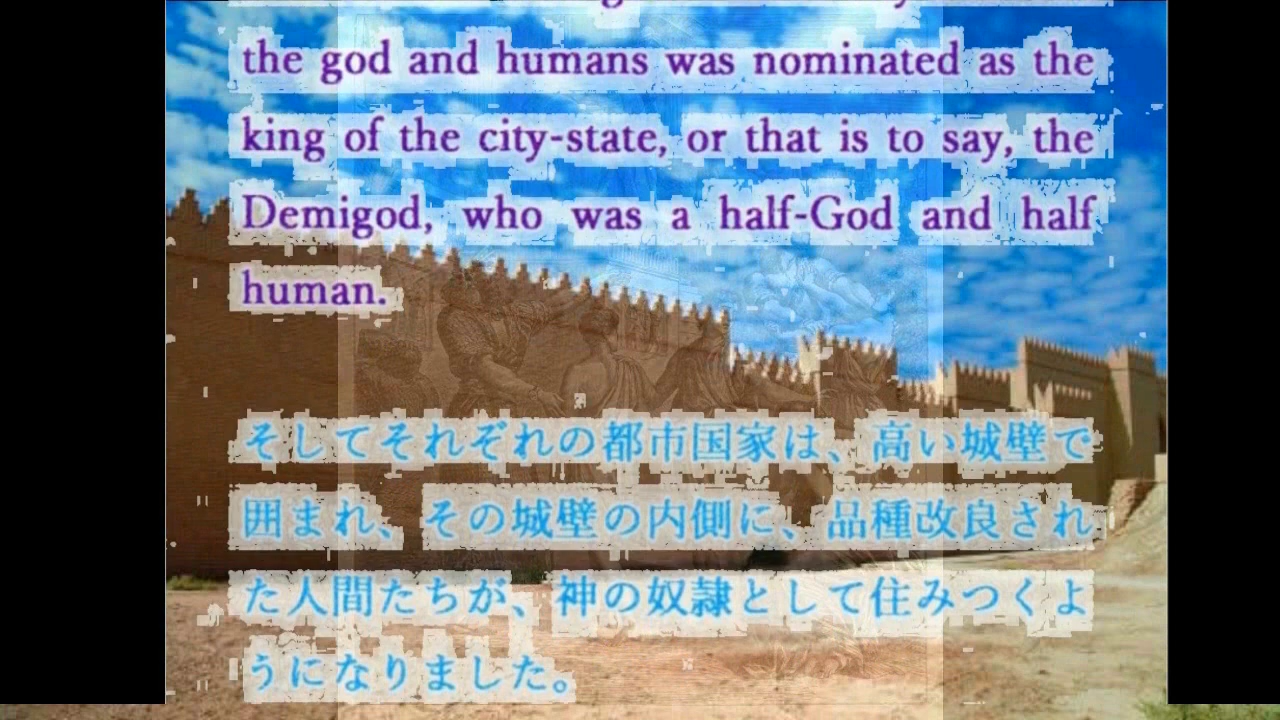 the god and humans was nominated as the
king of the city-state, or that is to say, the
Demigod, who was a half-God and half
human.
そしてそれぞれの都市国家は、高い城壁で
囲まれ、その城壁の内側に、品種改良され
た人間たちが、神の奴隷として住みつくよ
うになりました。